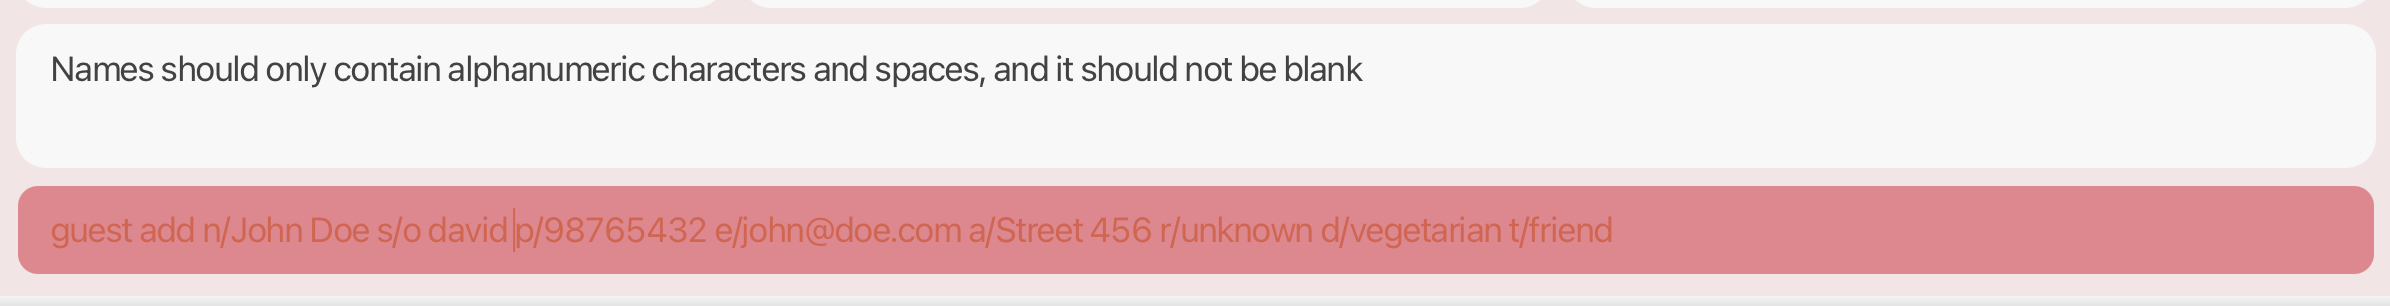 Names should only contain alphanumeric characters and spaces, and it should not be blank
guest add n/John Doe s/o david p/98765432 e/john@doe.com a/Street 456 r/unknown d/vegetarian t/friend